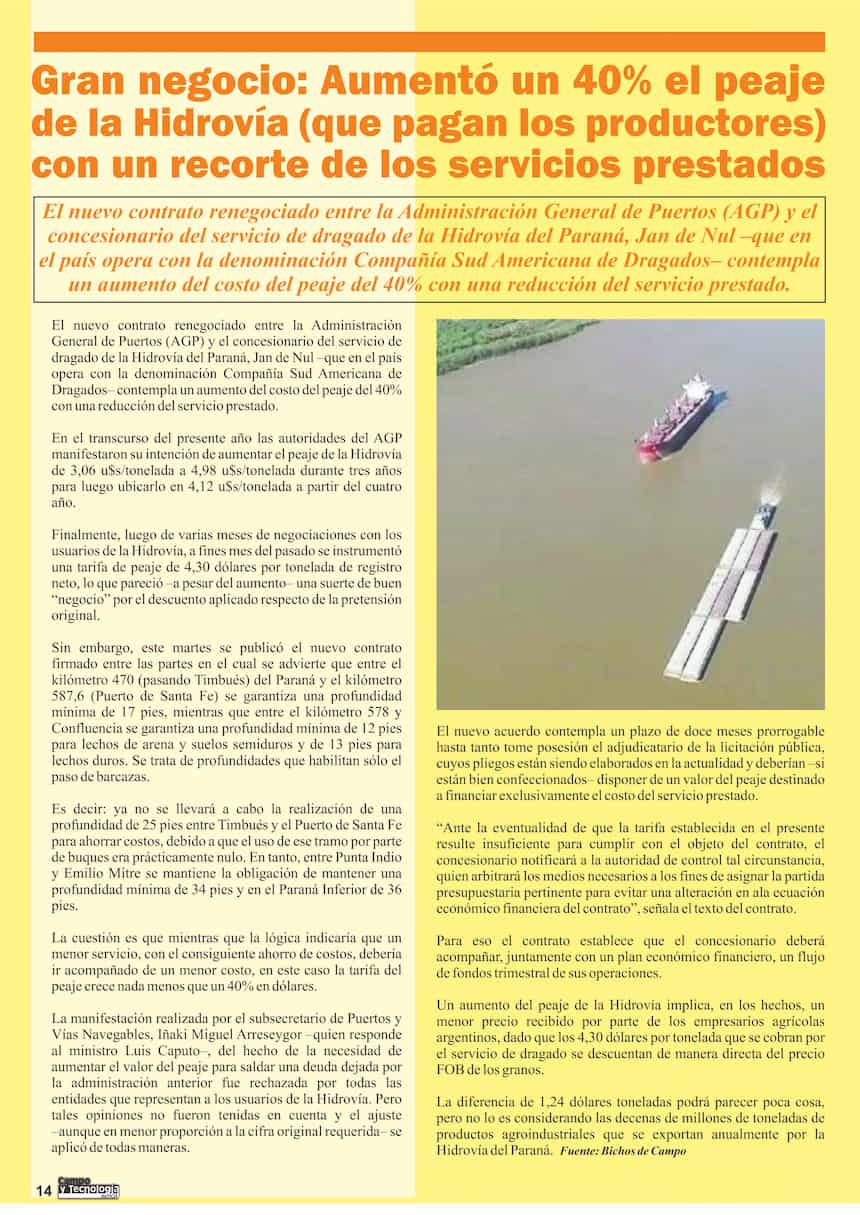 Gran negocio: Aumentó un 40% el peaje
de la Hidrovía (que pagan los productores)
con un recorte de los servicios prestados
El nuevo contrato renegociado entre la Administración General de Puertos (AGP) y el
concesionario del servicio de dragado de la Hidrovía del Paraná, Jan de Nul –que en
el país opera con la denominación Compañía Sud Americana de Dragados– contempla
un aumento del costo del peaje del 40% con una reducción del servicio prestado.
El nuevo contrato renegociado entre la Administración
General de Puertos (AGP) y el concesionario del servicio de
dragado de la Hidrovía del Paraná, Jan de Nul –que en el país
opera con la denominación Compañía Sud Americana de
Dragados– contempla un aumento del costo del peaje del 40%
con una reducción del servicio prestado.
En el transcurso del presente año las autoridades del AGP
manifestaron su intención de aumentar el peaje de la Hidrovía
de 3,06 u$s/tonelada a 4,98 u$s/tonelada durante tres años
para luego ubicarlo en 4,12 u$s/tonelada a partir del cuatro
año.
Finalmente, luego de varias meses de negociaciones con los
usuarios de la Hidrovía, a fines mes del pasado se instrumentó
una tarifa de peaje de 4,30 dólares por tonelada de registro
neto, lo que pareció –a pesar del aumento– una suerte de buen
“negocio” por el descuento aplicado respecto de la pretensión
original.
Sin embargo, este martes se publicó el nuevo contrato
firmado entre las partes en el cual se advierte que entre el
kilómetro 470 (pasando Timbués) del Paraná y el kilómetro
587,6 (Puerto de Santa Fe) se garantiza una profundidad
mínima de 17 pies, mientras que entre el kilómetro 578 y
Confluencia se garantiza una profundidad mínima de 12 pies
para lechos de arena y suelos semiduros y de 13 pies para
lechos duros. Se trata de profundidades que habilitan sólo el
paso de barcazas.
Es decir: ya no se llevará a cabo la realización de una
profundidad de 25 pies entre Timbués y el Puerto de Santa Fe
para ahorrar costos, debido a que el uso de ese tramo por parte
de buques era prácticamente nulo. En tanto, entre Punta Indio
y Emilio Mitre se mantiene la obligación de mantener una
profundidad mínima de 34 pies y en el Paraná Inferior de 36
pies.
La cuestión es que mientras que la lógica indicaría que un
menor servicio, con el consiguiente ahorro de costos, debería
ir acompañado de un menor costo, en este caso la tarifa del
peaje crece nada menos que un 40% en dólares.
La manifestación realizada por el subsecretario de Puertos y
Vías Navegables, Iñaki Miguel Arreseygor –quien responde
al ministro Luis Caputo–, del hecho de la necesidad de
aumentar el valor del peaje para saldar una deuda dejada por
la administración anterior fue rechazada por todas las
entidades que representan a los usuarios de la Hidrovía. Pero
tales opiniones no fueron tenidas en cuenta y el ajuste
–aunque en menor proporción a la cifra original requerida– se
aplicó de todas maneras.
El nuevo acuerdo contempla un plazo de doce meses prorrogable
hasta tanto tome posesión el adjudicatario de la licitación pública,
cuyos pliegos están siendo elaborados en la actualidad y deberían –si
están bien confeccionados– disponer de un valor del peaje destinado
a financiar exclusivamente el costo del servicio prestado.
“Ante la eventualidad de que la tarifa establecida en el presente
resulte insuficiente para cumplir con el objeto del contrato, el
concesionario notificará a la autoridad de control tal circunstancia,
quien arbitrará los medios necesarios a los fines de asignar la partida
presupuestaria pertinente para evitar una alteración en ala ecuación
económico financiera del contrato”, señala el texto del contrato.
Para eso el contrato establece que el concesionario deberá
acompañar, juntamente con un plan económico financiero, un flujo
de fondos trimestral de sus operaciones.
Un aumento del peaje de la Hidrovía implica, en los hechos, un
menor precio recibido por parte de los empresarios agrícolas
argentinos, dado que los 4,30 dólares por tonelada que se cobran por
el servicio de dragado se descuentan de manera directa del precio
FOB de los granos.
La diferencia de 1,24 dólares toneladas podrá parecer poca cosa,
pero no lo es considerando las decenas de millones de toneladas de
productos agroindustriales que se exportan anualmente por la
Hidrovía del Paraná. Fuente: Bichos de Campo
14
Campo
y Tecnología